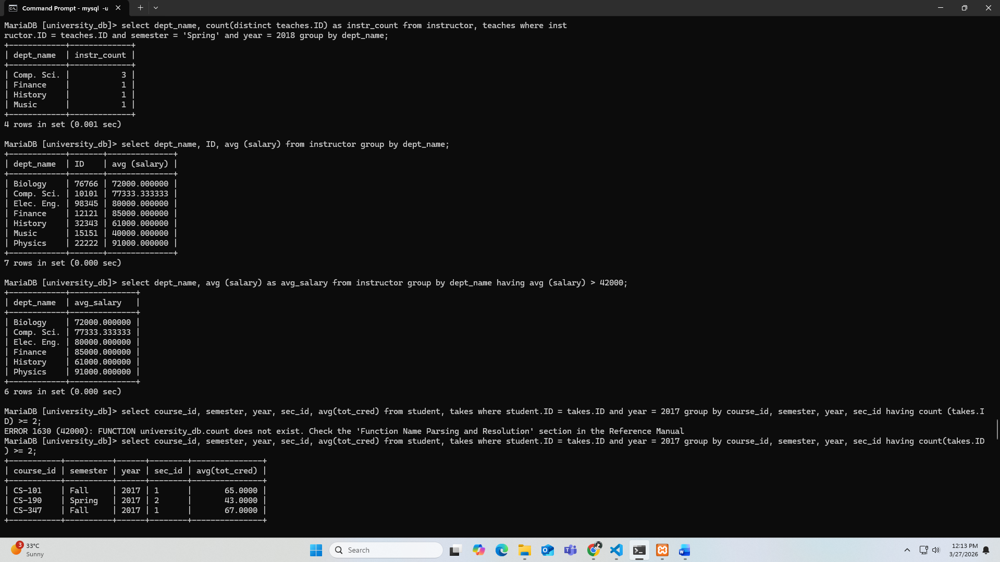 Command Prompt - mysql -u
MariaDB [university_db]> select dept_name, count(distinct teaches.ID) as instr_count from instructor, teaches where inst
ructor.ID = teaches.ID and semester = 'Spring' and year = 2018 group by dept_name;
+------------+-------------+
| dept_name  | instr_count |
+------------+-------------+
| Comp. Sci. |           3 |
| Finance    |           1 |
| History    |           1 |
| Music      |           1 |
+------------+-------------+
4 rows in set (0.001 sec)
MariaDB [university_db]> select dept_name, ID, avg (salary) from instructor group by dept_name;
+------------+-------+--------------+
| dept_name  | ID    | avg (salary) |
+------------+-------+--------------+
| Biology    | 76766 | 72000.000000 |
| Comp. Sci. | 10101 | 77333.333333 |
| Elec. Eng. | 98345 | 80000.000000 |
| Finance    | 12121 | 85000.000000 |
| History    | 32343 | 61000.000000 |
| Music      | 15151 | 40000.000000 |
| Physics    | 22222 | 91000.000000 |
+------------+-------+--------------+
7 rows in set (0.000 sec)
MariaDB [university_db]> select dept_name, avg (salary) as avg_salary from instructor group by dept_name having avg (salary) > 42000;
+------------+--------------+
| dept_name  | avg_salary   |
+------------+--------------+
| Biology    | 72000.000000 |
| Comp. Sci. | 77333.333333 |
| Elec. Eng. | 80000.000000 |
| Finance    | 85000.000000 |
| History    | 61000.000000 |
| Physics    | 91000.000000 |
+------------+--------------+
6 rows in set (0.000 sec)
MariaDB [university_db]> select course_id, semester, year, sec_id, avg(tot_cred) from student, takes where student.ID = takes.ID and year = 2017 group by course_id, semester, year, sec_id having count (takes.I
D) >= 2;
ERROR 1630 (42000): FUNCTION university_db.count does not exist. Check the 'Function Name Parsing and Resolution' section in the Reference Manual
MariaDB [university_db]> select course_id, semester, year, sec_id, avg(tot_cred) from student, takes where student.ID = takes.ID and year = 2017 group by course_id, semester, year, sec_id having count(takes.ID
) >= 2;
+-----------+----------+------+--------+---------------+
| course_id | semester | year | sec_id | avg(tot_cred) |
+-----------+----------+------+--------+---------------+
| CS-101    | Fall     | 2017 | 1      |       65.0000 |
| CS-190    | Spring   | 2017 | 2      |       43.0000 |
| CS-347    | Fall     | 2017 | 1      |       67.0000 |
+-----------+----------+------+--------+---------------+
3
33°C
Sunny
Search
12:13 PM
3/27/2026